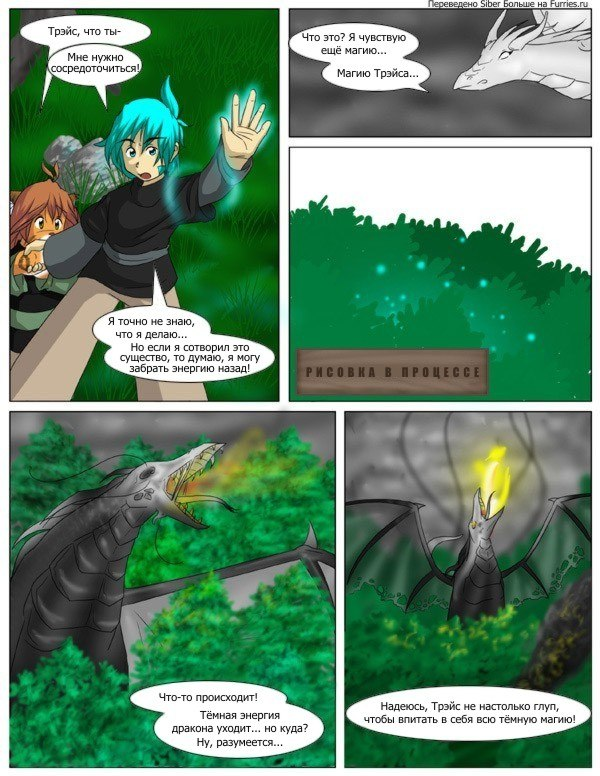 Переведено Siber Больше на Furries.ru
Трэйс, что ты-
Мне нужно
сосредоточиться!
Я точно не знаю,
что я делаю...
Но если я сотворил это
существо, то думаю, я могу
забрать энергию назад!
Что это? Я чувствую
ещё магию...
Магию Трэйса...
РИСОВКА В ПРОЦЕССЕ
Что-то происходит!
Тёмная энергия
дракона уходит... но куда?
Ну, разумеется...
Надеюсь, Трэйс не настолько глуп,
чтобы впитать в себя всю тёмную магию!